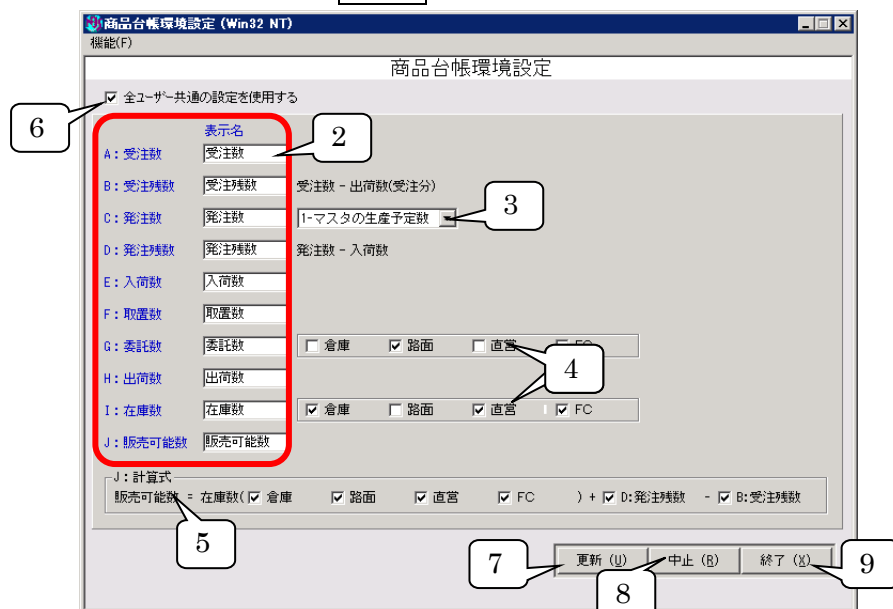 商品台帳環境設定 (Win32 NT)
機能(F)
商品台帳環境設定
全ユーザー共通の設定を使用する
6
表示名
2
A:受注数 受注数
B:受注残数 受注残数 受注数 - 出荷数(受注分)
3
C:発注数 発注数 1-マスタの生産予定数
D:発注残数 発注残数 発注数 - 入荷数
E:入荷数 入荷数
F:取置数 取置数
G:委託数 委託数 倉庫 路面 直営
4
H:出荷数 出荷数
I:在庫数 在庫数 倉庫 路面 直営 FC
J:販売可能数 販売可能数
J:計算式
販売可能数 = 在庫数( 倉庫 路面 直営 FC ) + D:発注残数 - B:受注残数
5
7
更新 (U) 中止 (R) 終了 (X)
9
8